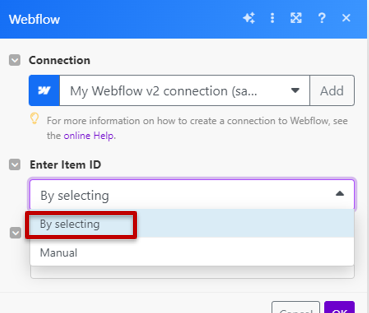 Webflow
Connection
My Webflow v2 connection (sa...
Add
For more information on how to create a connection to Webflow, see
the online Help.
Enter Item ID
By selecting
By selecting
Manual
Cancel
OK